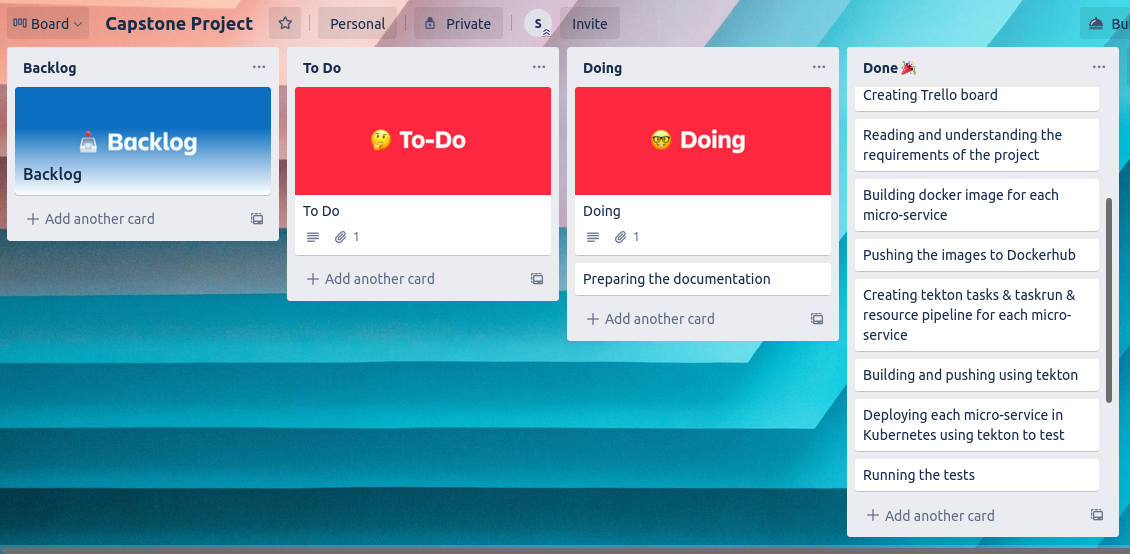 Board
Capstone Project
Personal
Private
S
Invite
Backlog
Backlog
Backlog
Add another card
To Do
To-Do
To Do
1
Add another card
Doing
Doing
Doing
1
Preparing the documentation
Add another card
Done
Creating Trello board
Reading and understanding the
requirements of the project
Building docker image for each
micro-service
Pushing the images to Dockerhub
Creating tekton tasks & taskrun &
resource pipeline for each micro-
service
Building and pushing using tekton
Deploying each micro-service in
Kubernetes using tekton to test
Running the tests
Add another card